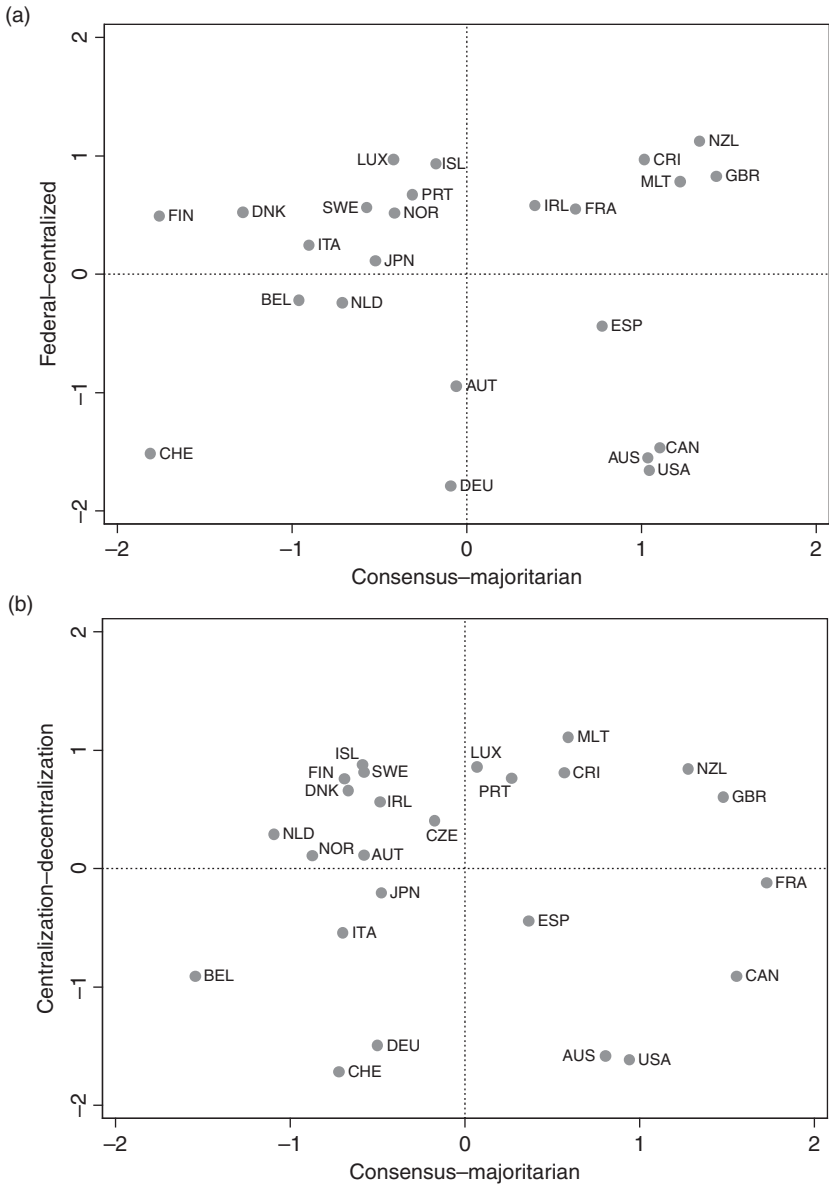 (a)
2
NZL
LUX
ISL
CRI
MLT
GBR
1
PRT
SWE
NOR
IRL
FRA
FIN
DNK
ITA
JPN
0
BEL
NLD
ESP
AUT
–1
CHE
CAN
AUS
USA
DEU
–2
Federal–centralized
–2 –1 0 1 2
Consensus–majoritarian
(b)
2
MLT
1
ISL
LUX
SWE
FIN
CRI
NZL
DNK
PRT
GBR
IRL
CZE
NLD
NOR
AUT
0
FRA
JPN
ESP
ITA
BEL
CAN
–1
DEU
AUS
USA
CHE
–2
Centralization–decentralization
–2 –1 0 1 2
Consensus–majoritarian